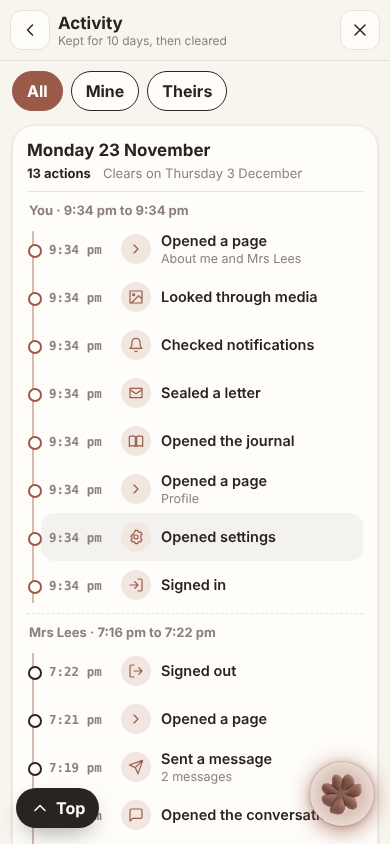 Activity
Kept for 10 days, then cleared
All Mine Theirs
Monday 23 November
13 actions Clears on Thursday 3 December
You · 9:34 pm to 9:34 pm
9:34 pm Opened a page
About me and Mrs Lees
9:34 pm Looked through media
9:34 pm Checked notifications
9:34 pm Sealed a letter
9:34 pm Opened the journal
9:34 pm Opened a page
Profile
9:34 pm Opened settings
9:34 pm Signed in
Mrs Lees · 7:16 pm to 7:22 pm
7:22 pm Signed out
7:21 pm Opened a page
7:19 pm Sent a message
2 messages
Opened the
Top